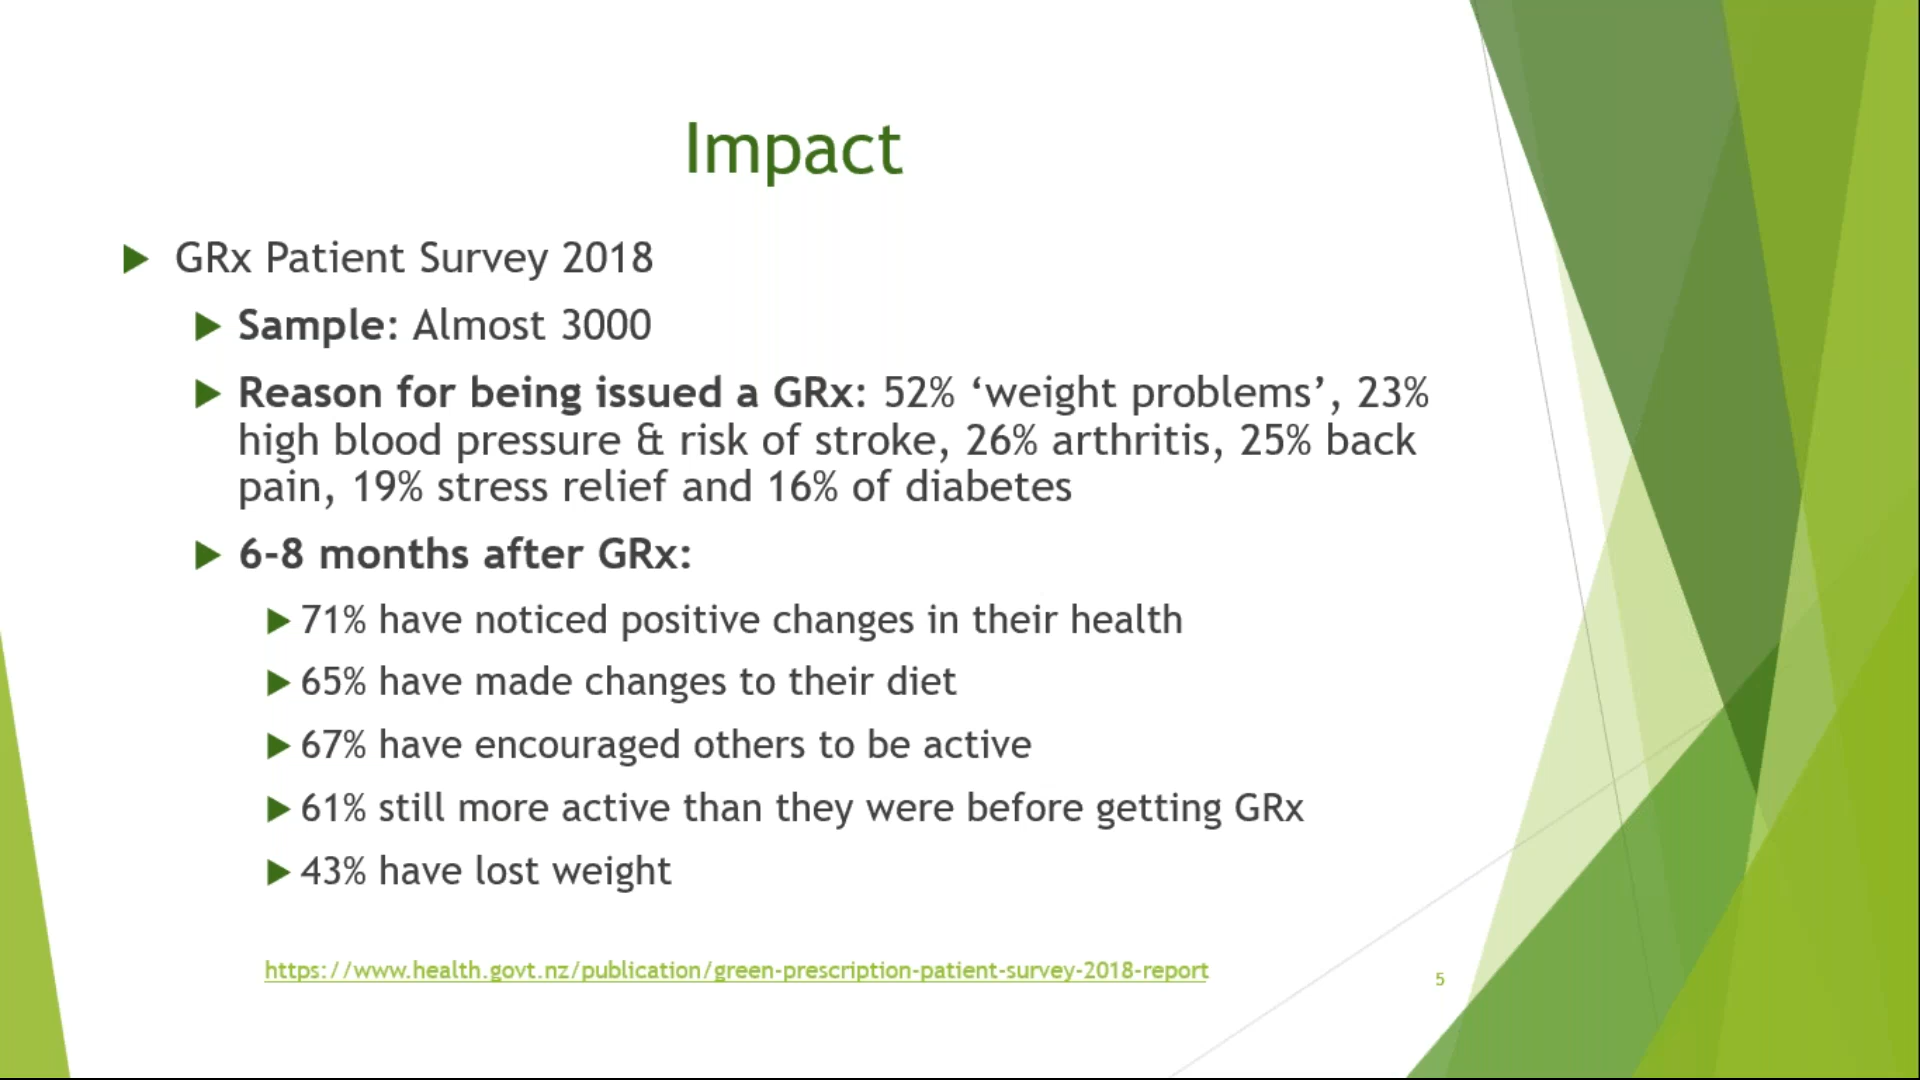 Impact
GRx Patient Survey 2018
Sample: Almost 3000
Reason for being issued a GRx: 52% ‘weight problems’, 23%
high blood pressure & risk of stroke, 26% arthritis, 25% back
pain, 19% stress relief and 16% of diabetes
6-8 months after GRx:
71% have noticed positive changes in their health
65% have made changes to their diet
67% have encouraged others to be active
61% still more active than they were before getting GRx
43% have lost weight
https://www.health.govt.nz/publication/green-prescription-patient-survey-2018-report
5